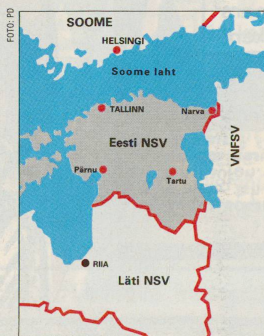 FOTO: PD
SOOME
HELSINGI
Soome laht
TALLINN
Narva
Eesti NSV
VNFSV
Pärnu
Tartu
RIIA
Läti NSV